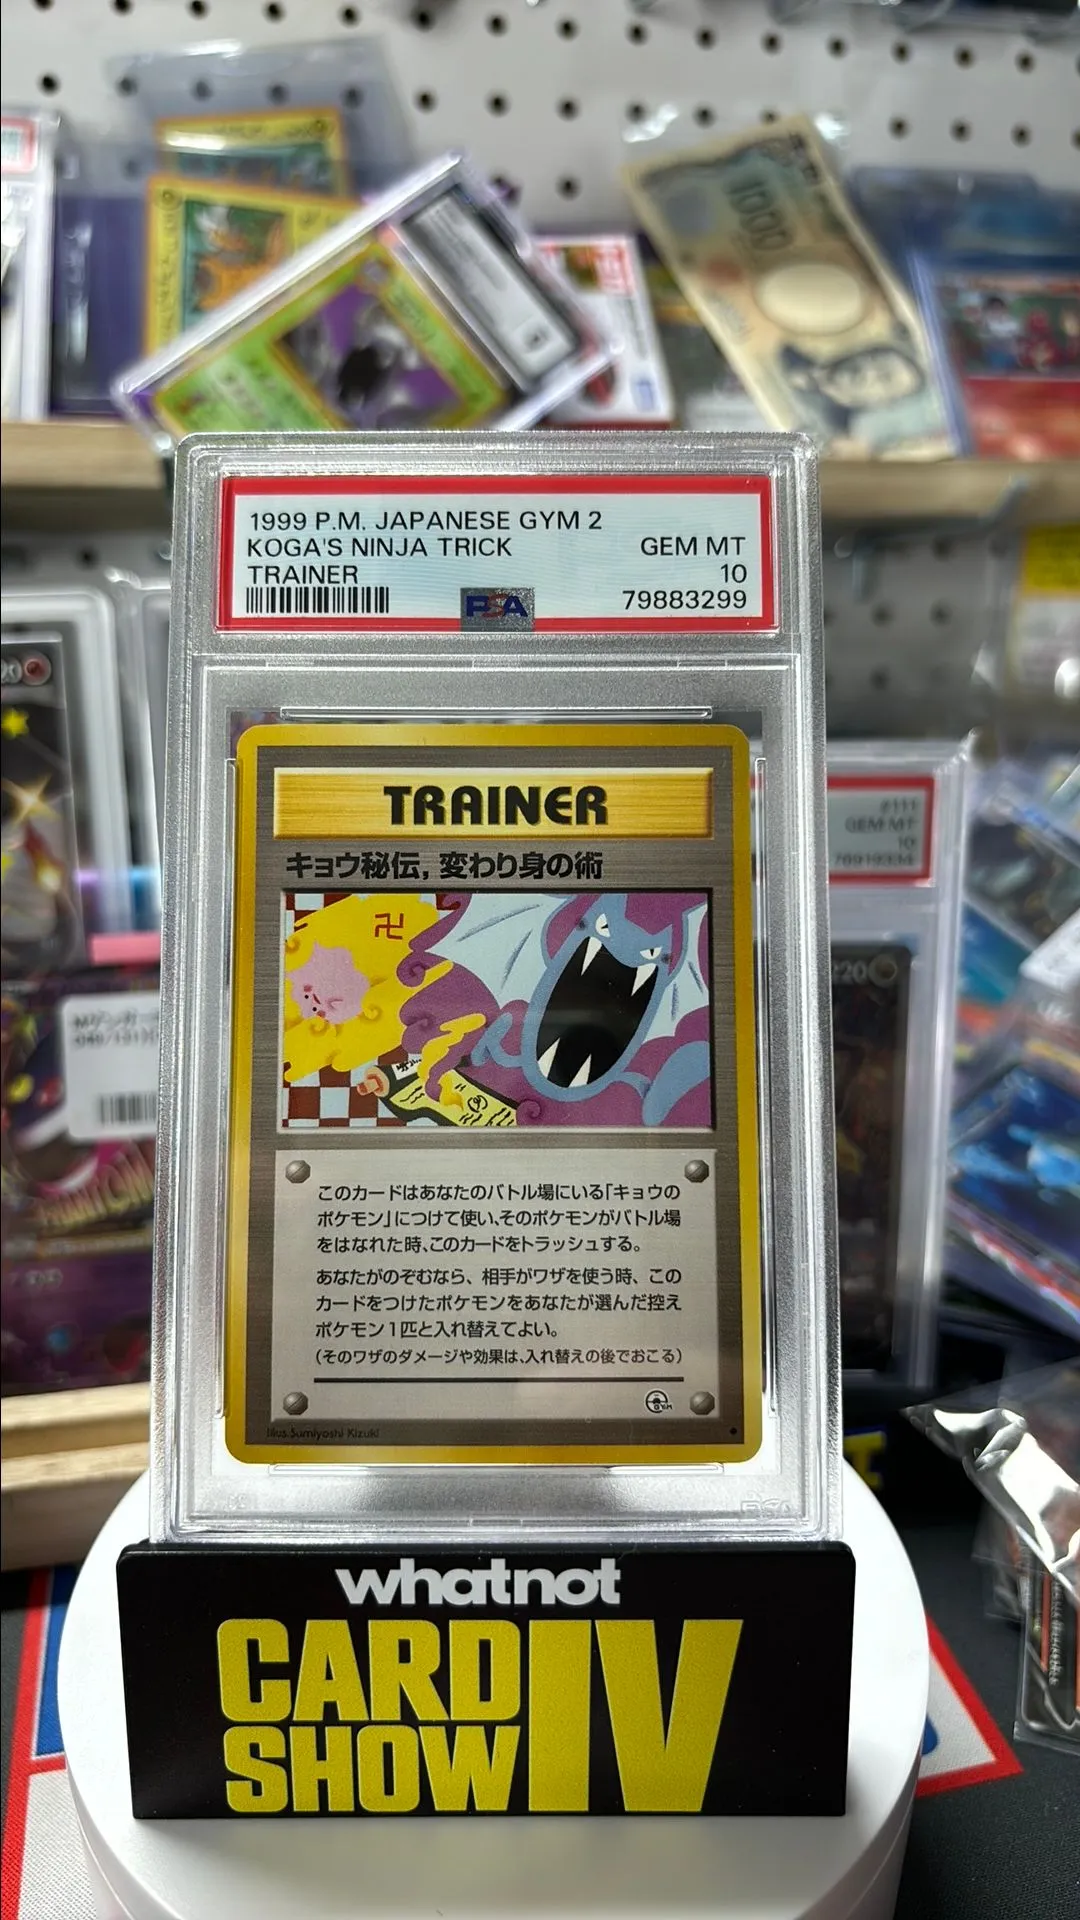 1000
1999 P.M. JAPANESE GYM 2
KOGA'S NINJA TRICK
GEM MT
TRAINER
10
PSA
79883299
TRAINER
キョウ秘伝, 変わり身の術
卍
このカードはあなたのバトル場にいる「キョウの
ポケモン」につけて使い、そのポケモンがバトル場
をはなれた時、このカードをトラッシュする。
あなたがのぞむなら、相手がワザを使う時、この
カードをつけたポケモンをあなたが選んだ控え
ポケモン1匹と入れ替えてよい。
(そのワザのダメージや効果は、入れ替えの後でおこる)
GYM
Illus. Sumiyoshi Kizuki
PSA
GEM MT
10
whatnot
CARD
SHOW
IV